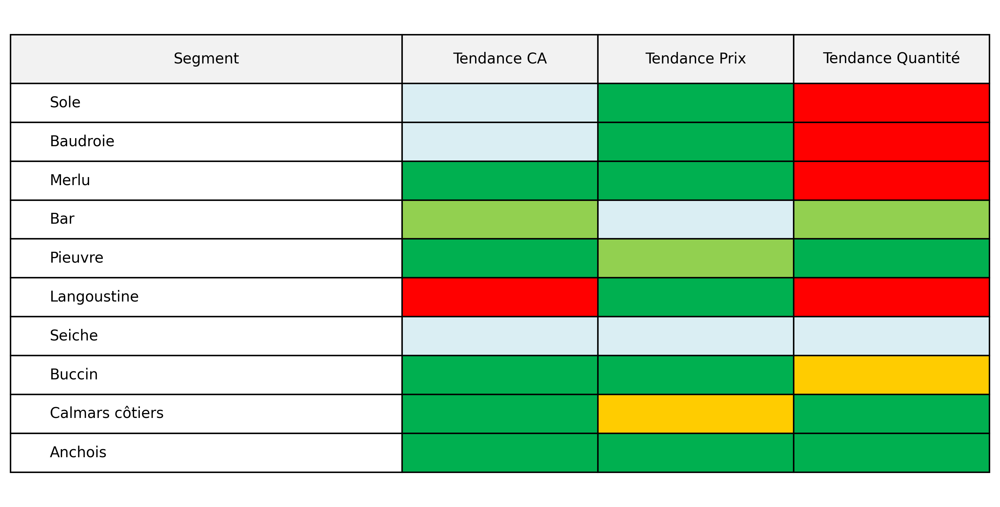 Segment Tendance CA Tendance Prix Tendance Quantité
Sole
Baudroie
Merlu
Bar
Pieuvre
Langoustine
Seiche
Buccin
Calmars côtiers
Anchois